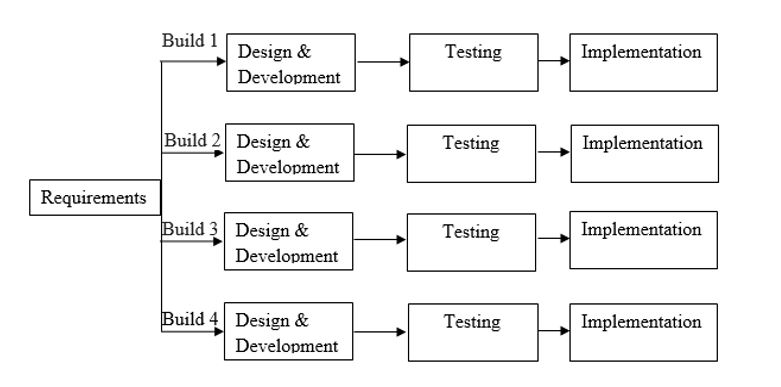 Build 1
Design &
Development
Testing
Implementation
Build 2
Design &
Development
Testing
Implementation
Requirements
Build 3
Design &
Development
Testing
Implementation
Build 4
Design &
Development
Testing
Implementation